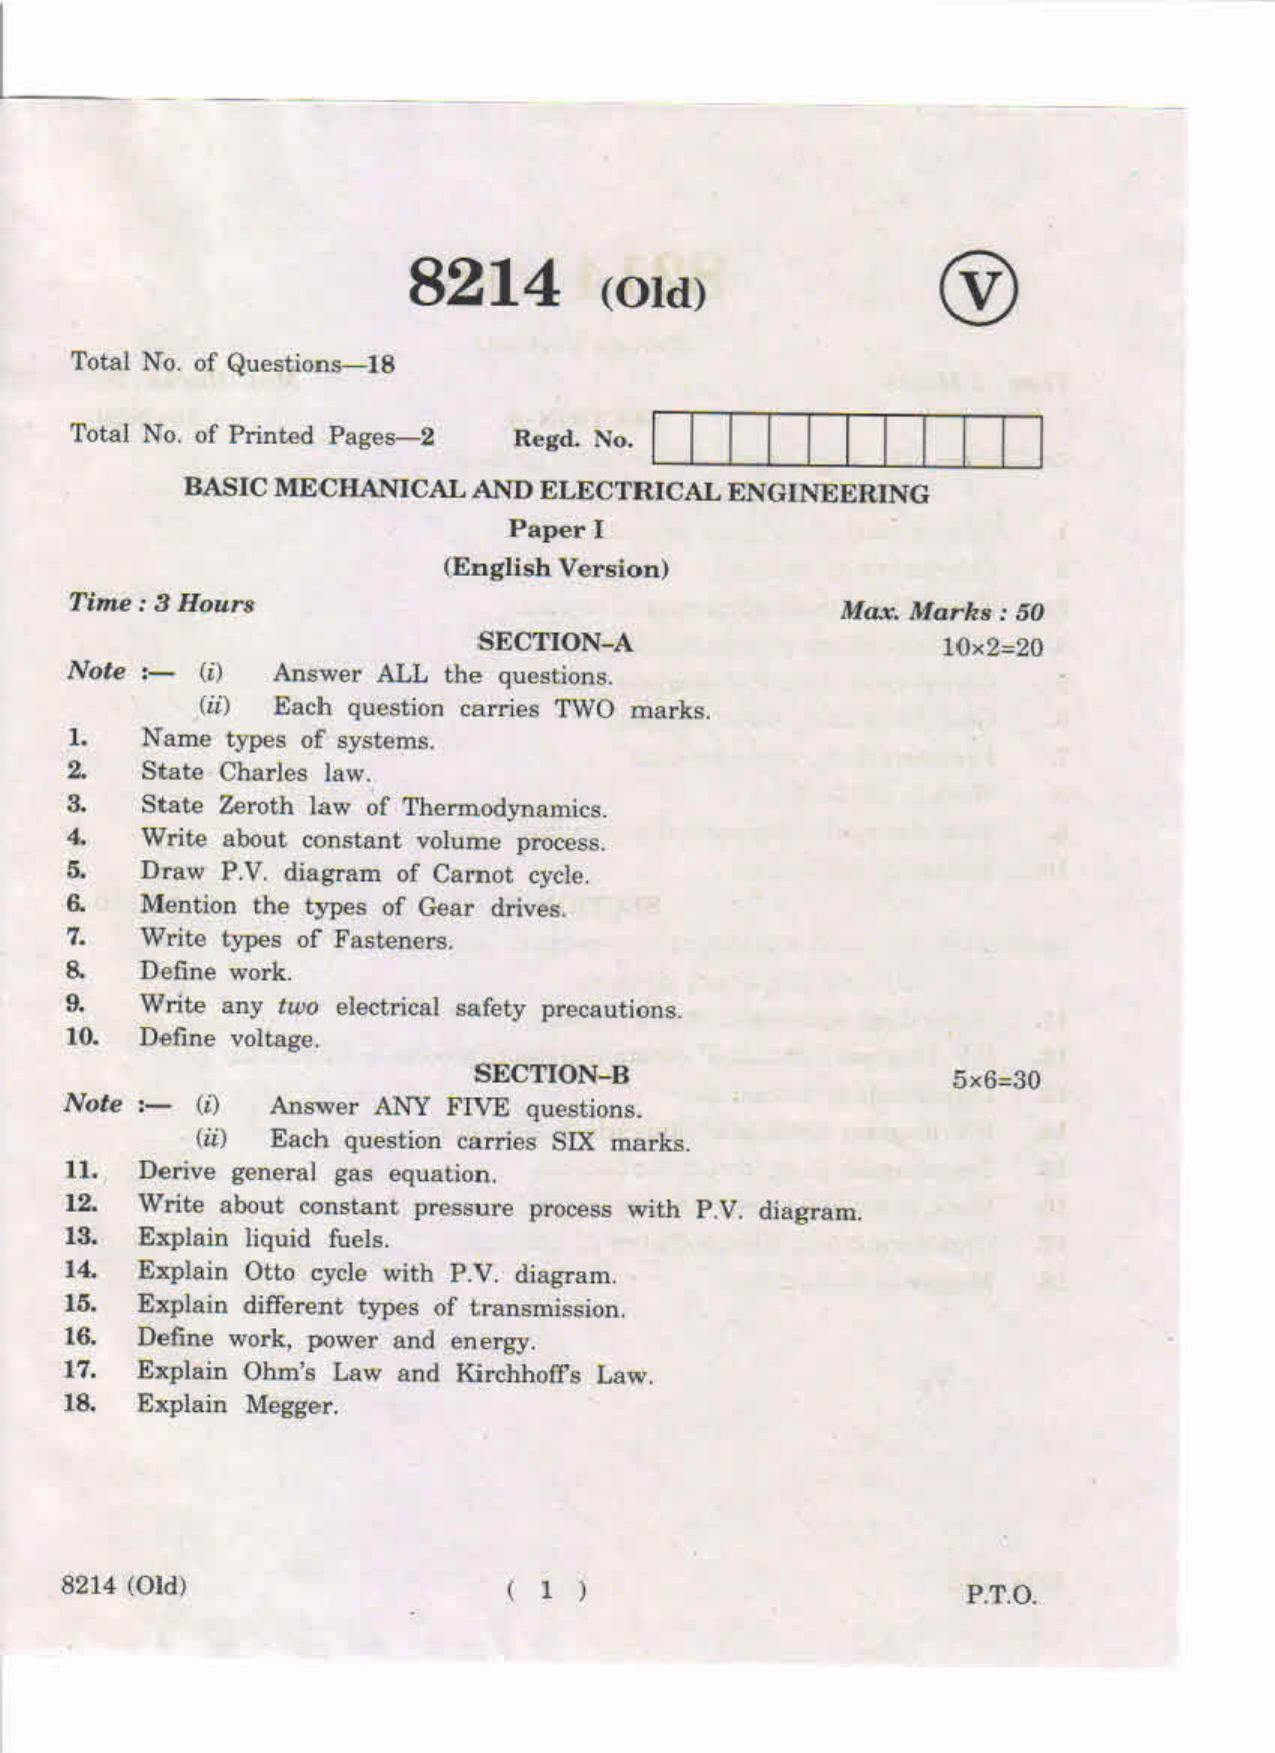 8214 (Old) V
Total No. of Questions—18
Total No. of Printed Pages—2 Regd. No.
BASIC MECHANICAL AND ELECTRICAL ENGINEERING
Paper I
(English Version)
Time : 3 Hours Max. Marks : 50
SECTION–A 10×2=20
Note :— (i) Answer ALL the questions.
(ii) Each question carries TWO marks.
1. Name types of systems.
2. State Charles law.
3. State Zeroth law of Thermodynamics.
4. Write about constant volume process.
5. Draw P.V. diagram of Carnot cycle.
6. Mention the types of Gear drives.
7. Write types of Fasteners.
8. Define work.
9. Write any two electrical safety precautions.
10. Define voltage.
SECTION–B 5×6=30
Note :— (i) Answer ANY FIVE questions.
(ii) Each question carries SIX marks.
11. Derive general gas equation.
12. Write about constant pressure process with P.V. diagram.
13. Explain liquid fuels.
14. Explain Otto cycle with P.V. diagram.
15. Explain different types of transmission.
16. Define work, power and energy.
17. Explain Ohm's Law and Kirchhoff's Law.
18. Explain Megger.
8214 (Old) ( 1 ) P.T.O.